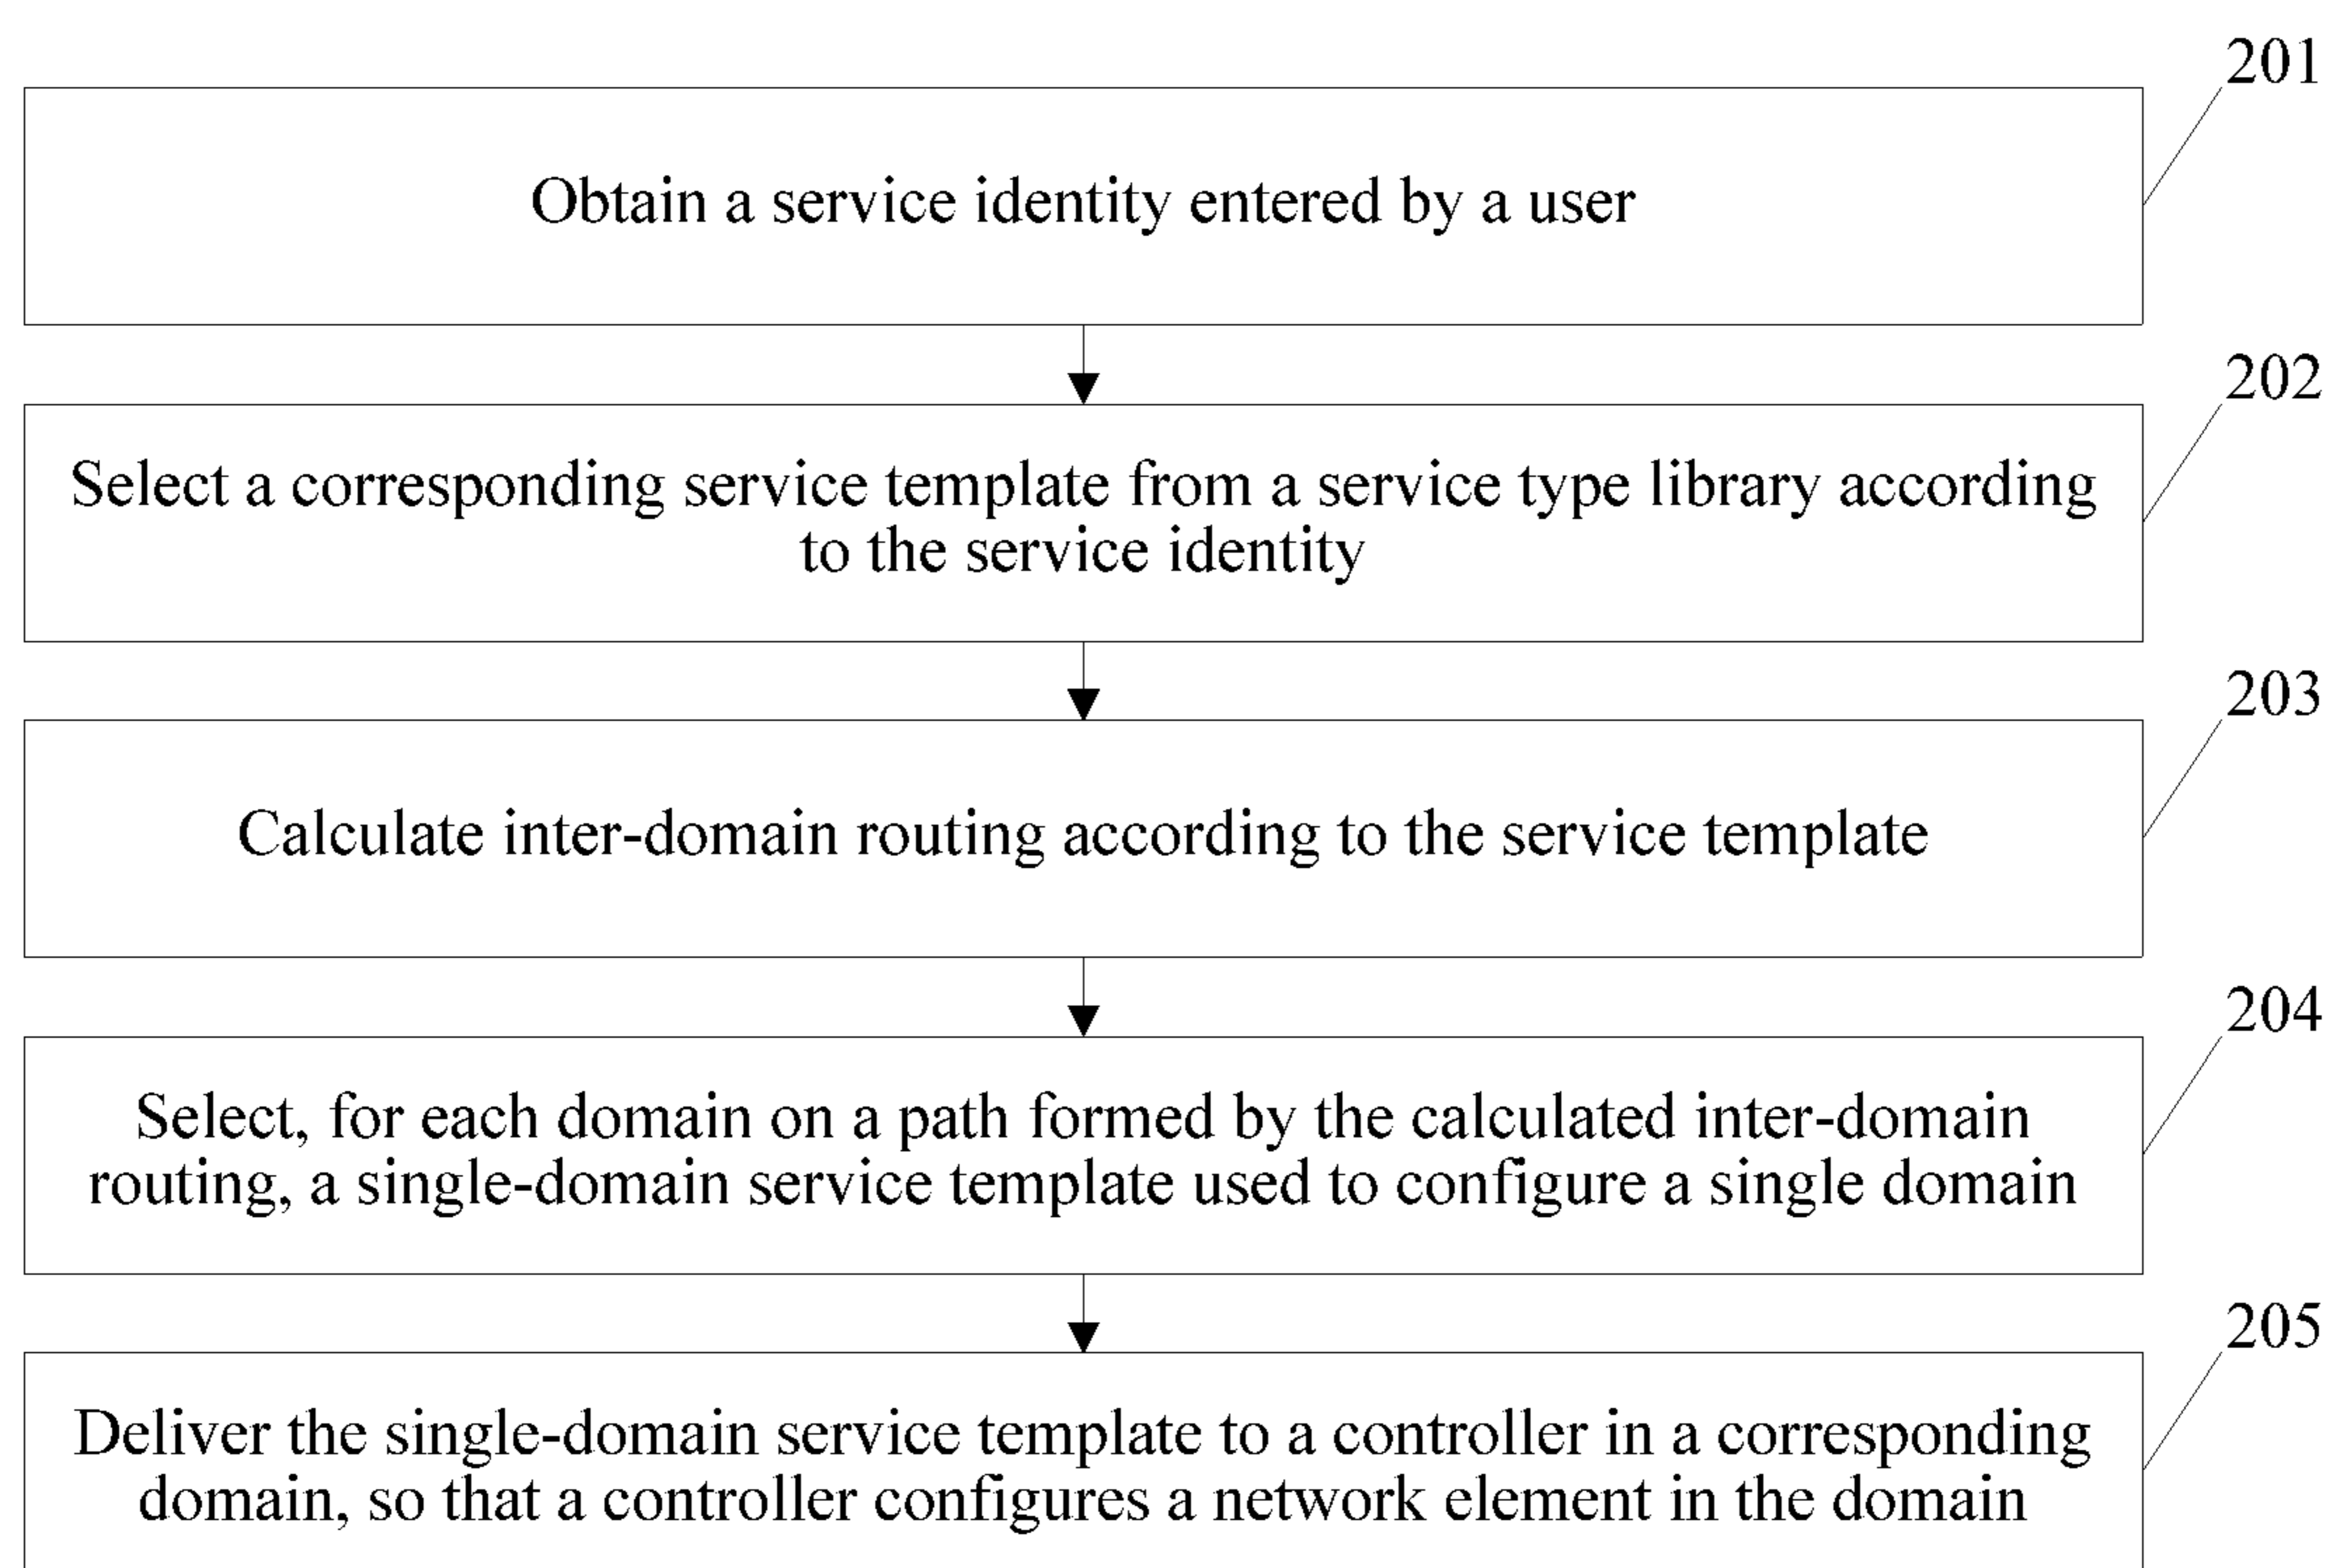 201
Obtain a service identity entered by a user
202
Select a corresponding service template from a service type library according
to the service identity
203
Calculate inter-domain routing according to the service template
204
Select, for each domain on a path formed by the calculated inter-domain
routing, a single-domain service template used to configure a single domain
205
Deliver the single-domain service template to a controller in a corresponding
domain, so that a controller configures a network element in the domain